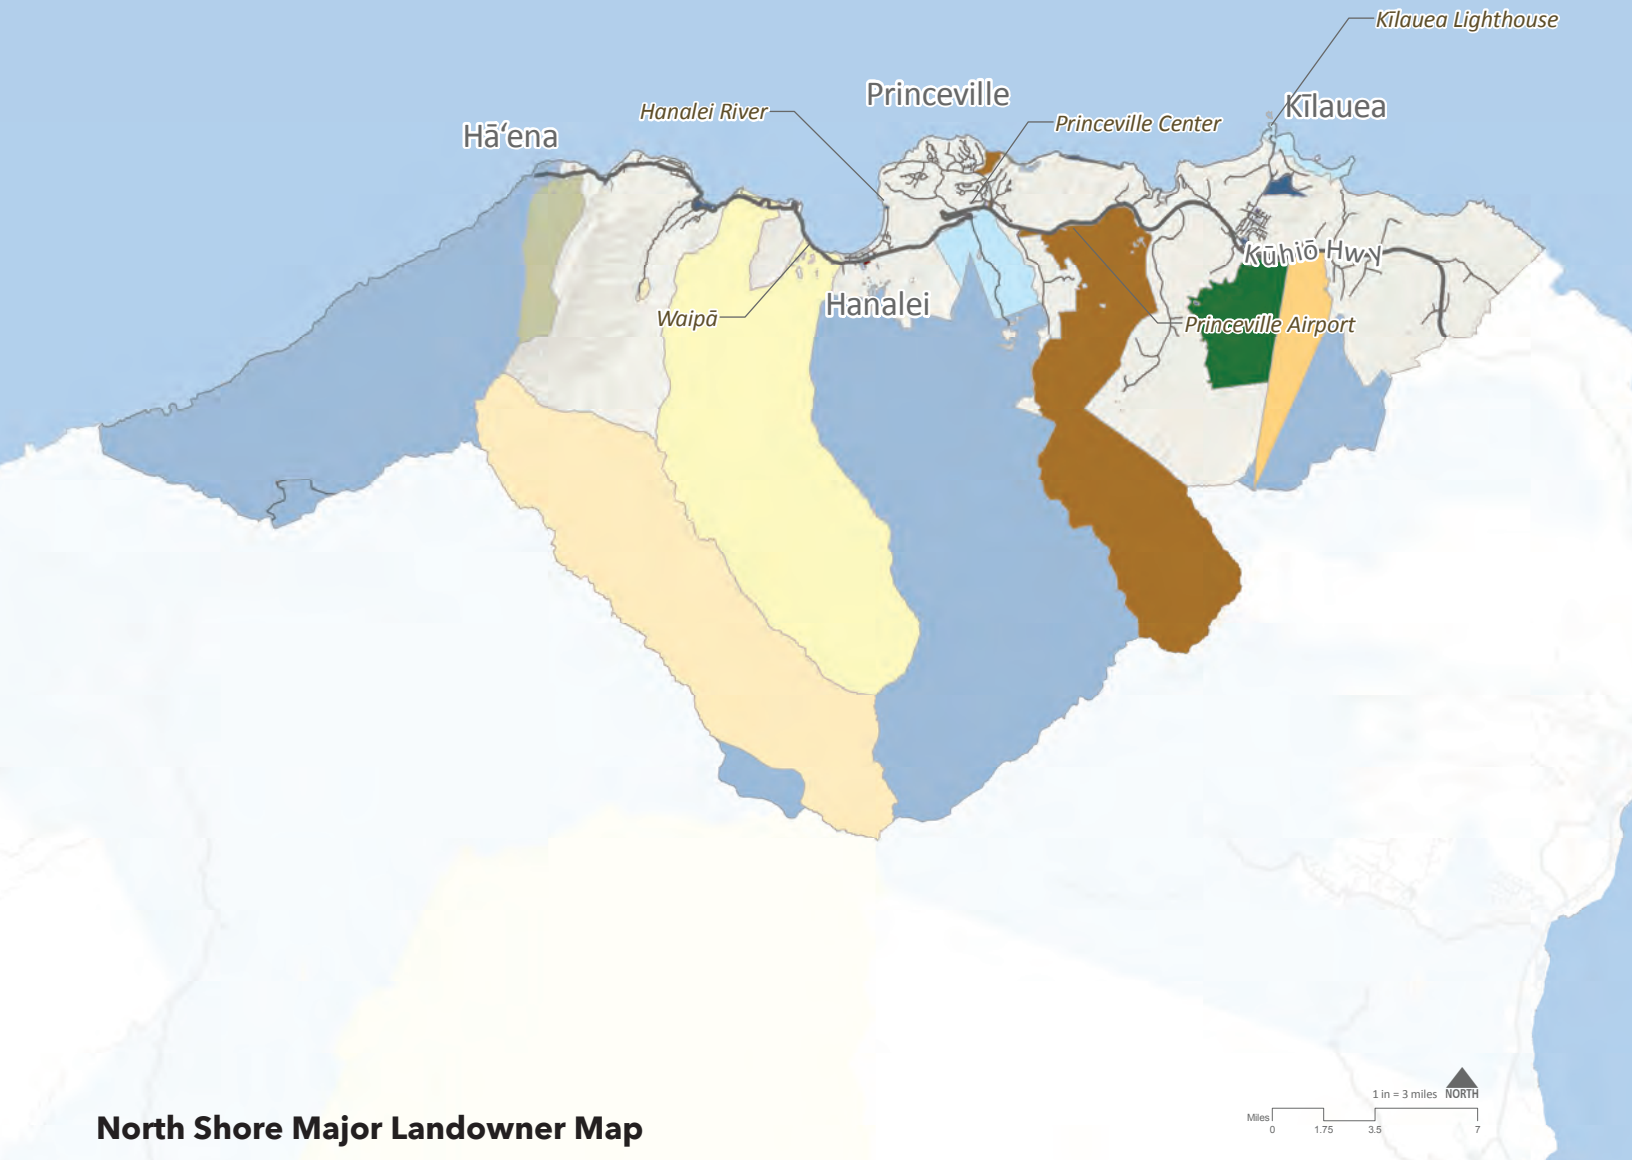 Kīlauea Lighthouse
Princeville
Kīlauea
Hanalei River
Princeville Center
Hāʻena
Kūhiō Hwy
Hanalei
Waipā
Princeville Airport
1 in = 3 miles NORTH
Miles
0 1.75 3.5 7
North Shore Major Landowner Map